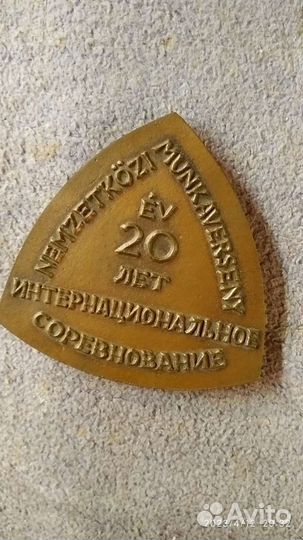 NEMZETKÖZI
MUNKAVERSENY
ÉV
20
ЛЕТ
ИНТЕРНАЦИОНАЛЬНОЕ
СОРЕВНОВАНИЕ
Avito